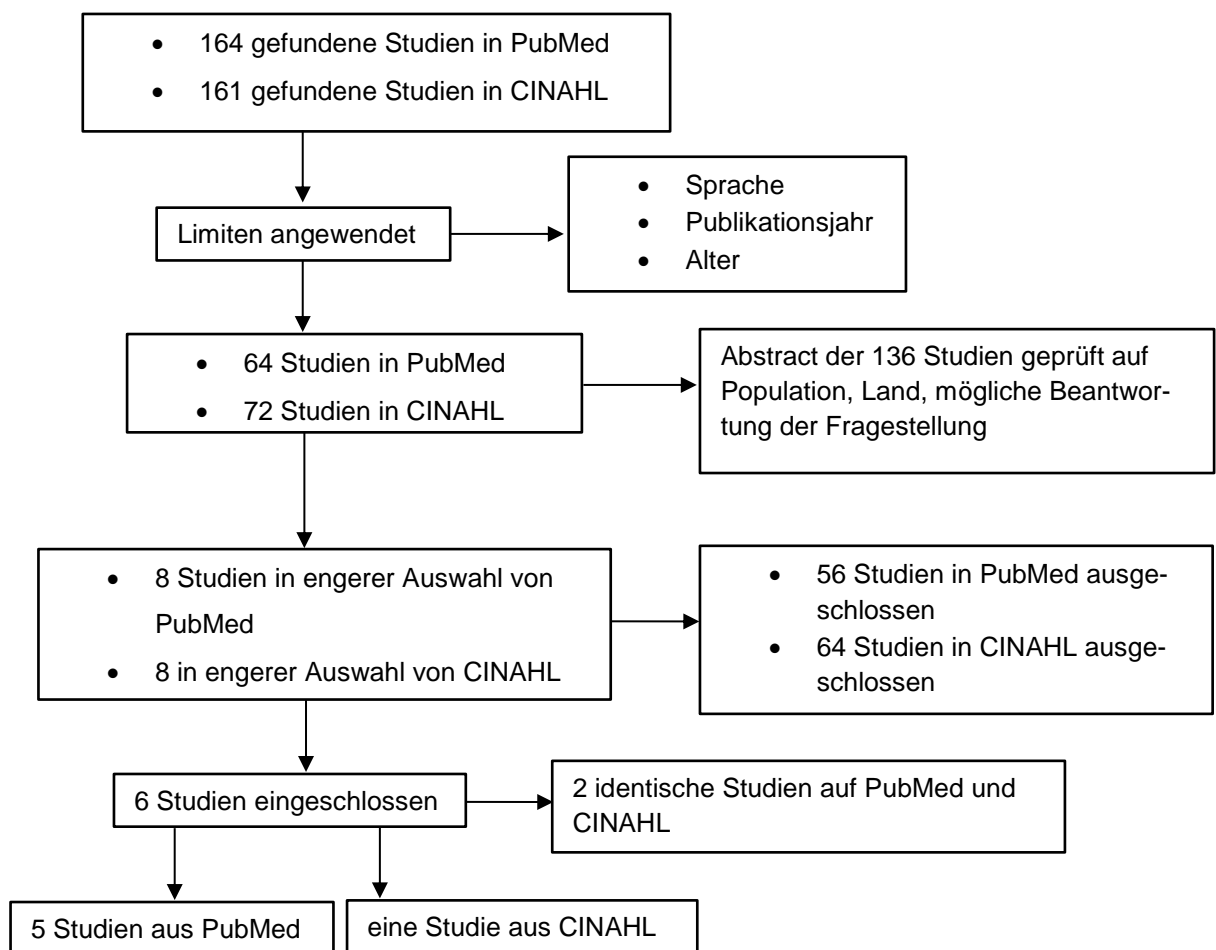 • 164 gefundene Studien in PubMed
• 161 gefundene Studien in CINAHL
Limiten angewendet
• Sprache
• Publikationsjahr
• Alter
• 64 Studien in PubMed
• 72 Studien in CINAHL
Abstract der 136 Studien geprüft auf
Population, Land, mögliche Beantwor-
tung der Fragestellung
• 8 Studien in engerer Auswahl von
PubMed
• 8 in engerer Auswahl von CINAHL
• 56 Studien in PubMed ausge-
schlossen
• 64 Studien in CINAHL ausge-
schlossen
6 Studien eingeschlossen
2 identische Studien auf PubMed und
CINAHL
5 Studien aus PubMed
eine Studie aus CINAHL